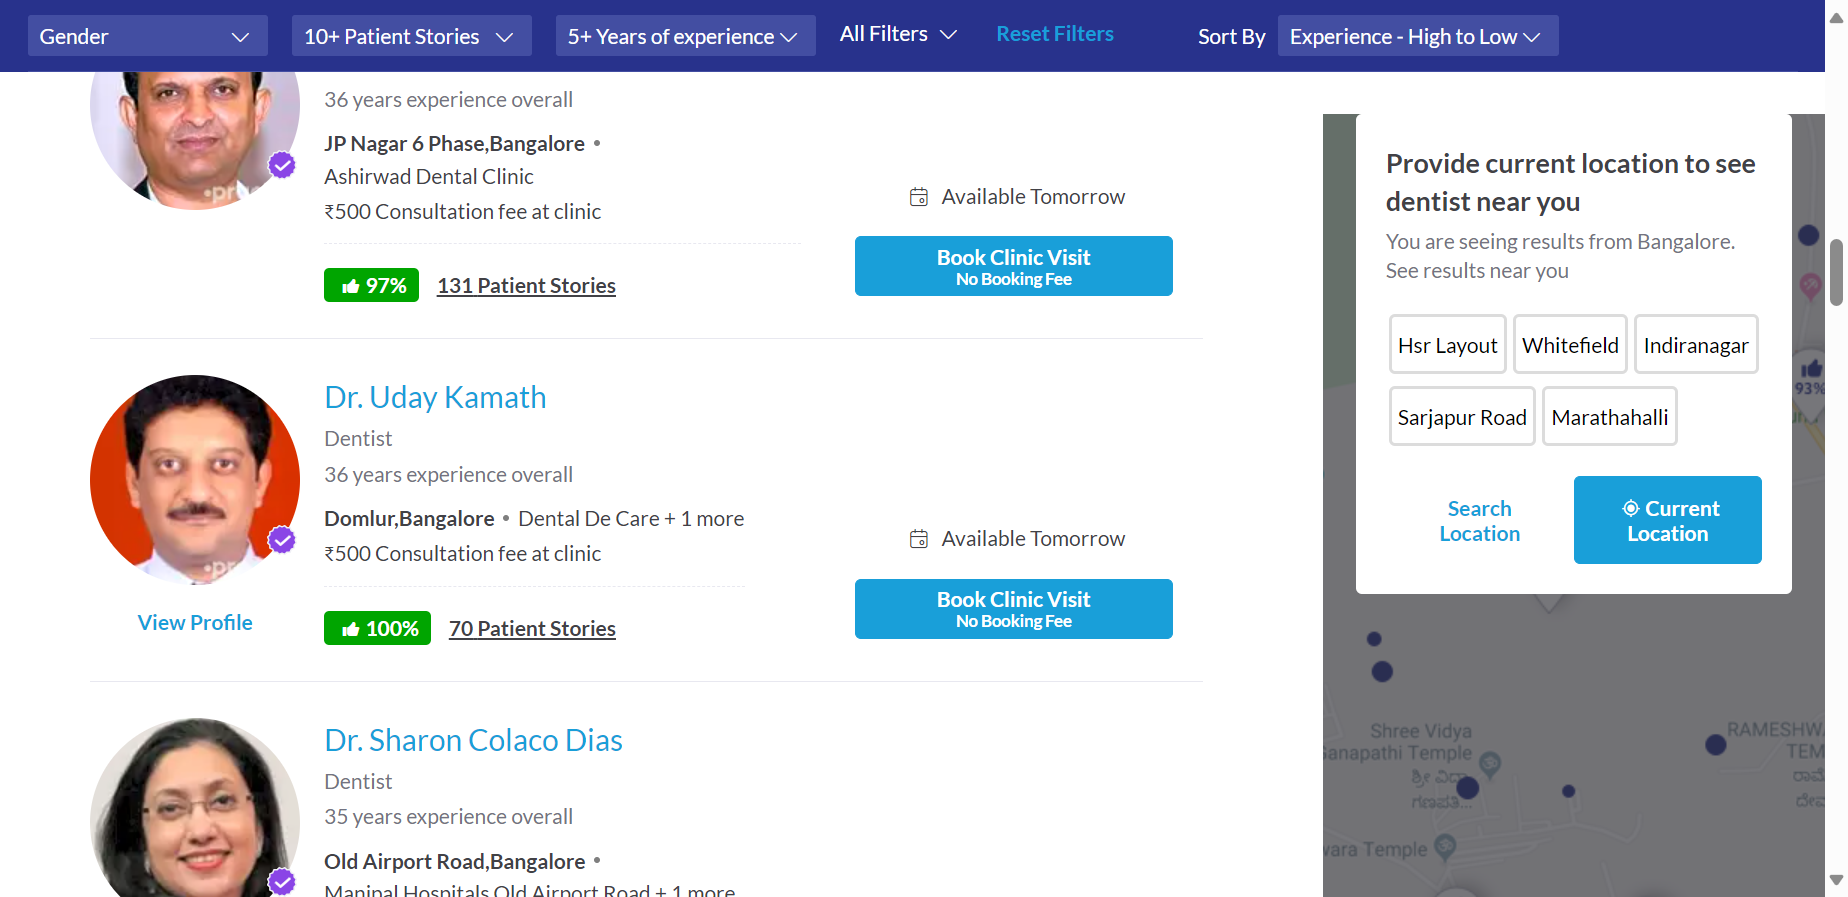 Gender
10+ Patient Stories
5+ Years of experience
All Filters
Reset Filters
Sort By
Experience - High to Low
36 years experience overall
JP Nagar 6 Phase,Bangalore •
Ashirwad Dental Clinic
₹500 Consultation fee at clinic
97% 131 Patient Stories
Available Tomorrow
Book Clinic Visit
No Booking Fee
Dr. Uday Kamath
Dentist
36 years experience overall
Domlur,Bangalore • Dental De Care + 1 more
₹500 Consultation fee at clinic
View Profile
100% 70 Patient Stories
Available Tomorrow
Book Clinic Visit
No Booking Fee
Dr. Sharon Colaco Dias
Dentist
35 years experience overall
Old Airport Road,Bangalore •
Manipal Hospitals Old Airport Road + 1 more
Provide current location to see
dentist near you
You are seeing results from Bangalore.
See results near you
Hsr Layout
Whitefield
Indiranagar
Sarjapur Road
Marathahalli
Search
Location
Current
Location
93%
Shree Vidya
Ganapathi Temple
ಶ್ರೀ ವಿದ್ಯಾ
ಗಣಪತಿ...
RAMESHWA
TEM
wara Temple